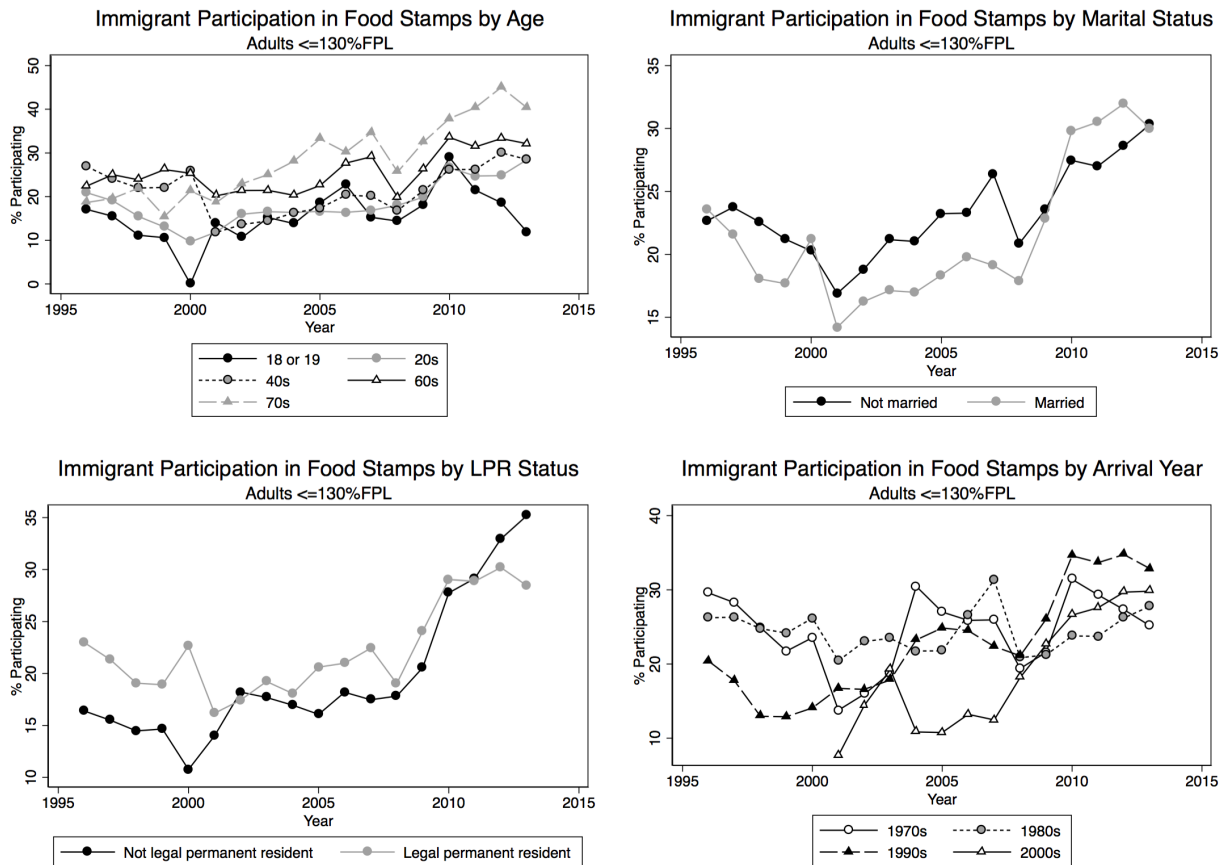 Immigrant Participation in Food Stamps by Age
Adults <=130%FPL
% Participating
50
40
30
20
10
0
1995 2000 2005 2010 2015
Year
18 or 19 20s
40s 60s
70s
Immigrant Participation in Food Stamps by Marital Status
Adults <=130%FPL
% Participating
35
30
25
20
15
1995 2000 2005 2010 2015
Year
Not married Married
Immigrant Participation in Food Stamps by LPR Status
Adults <=130%FPL
% Participating
35
30
25
20
15
10
1995 2000 2005 2010 2015
Year
Not legal permanent resident Legal permanent resident
Immigrant Participation in Food Stamps by Arrival Year
Adults <=130%FPL
% Participating
40
30
20
10
1995 2000 2005 2010 2015
Year
1970s 1980s
1990s 2000s